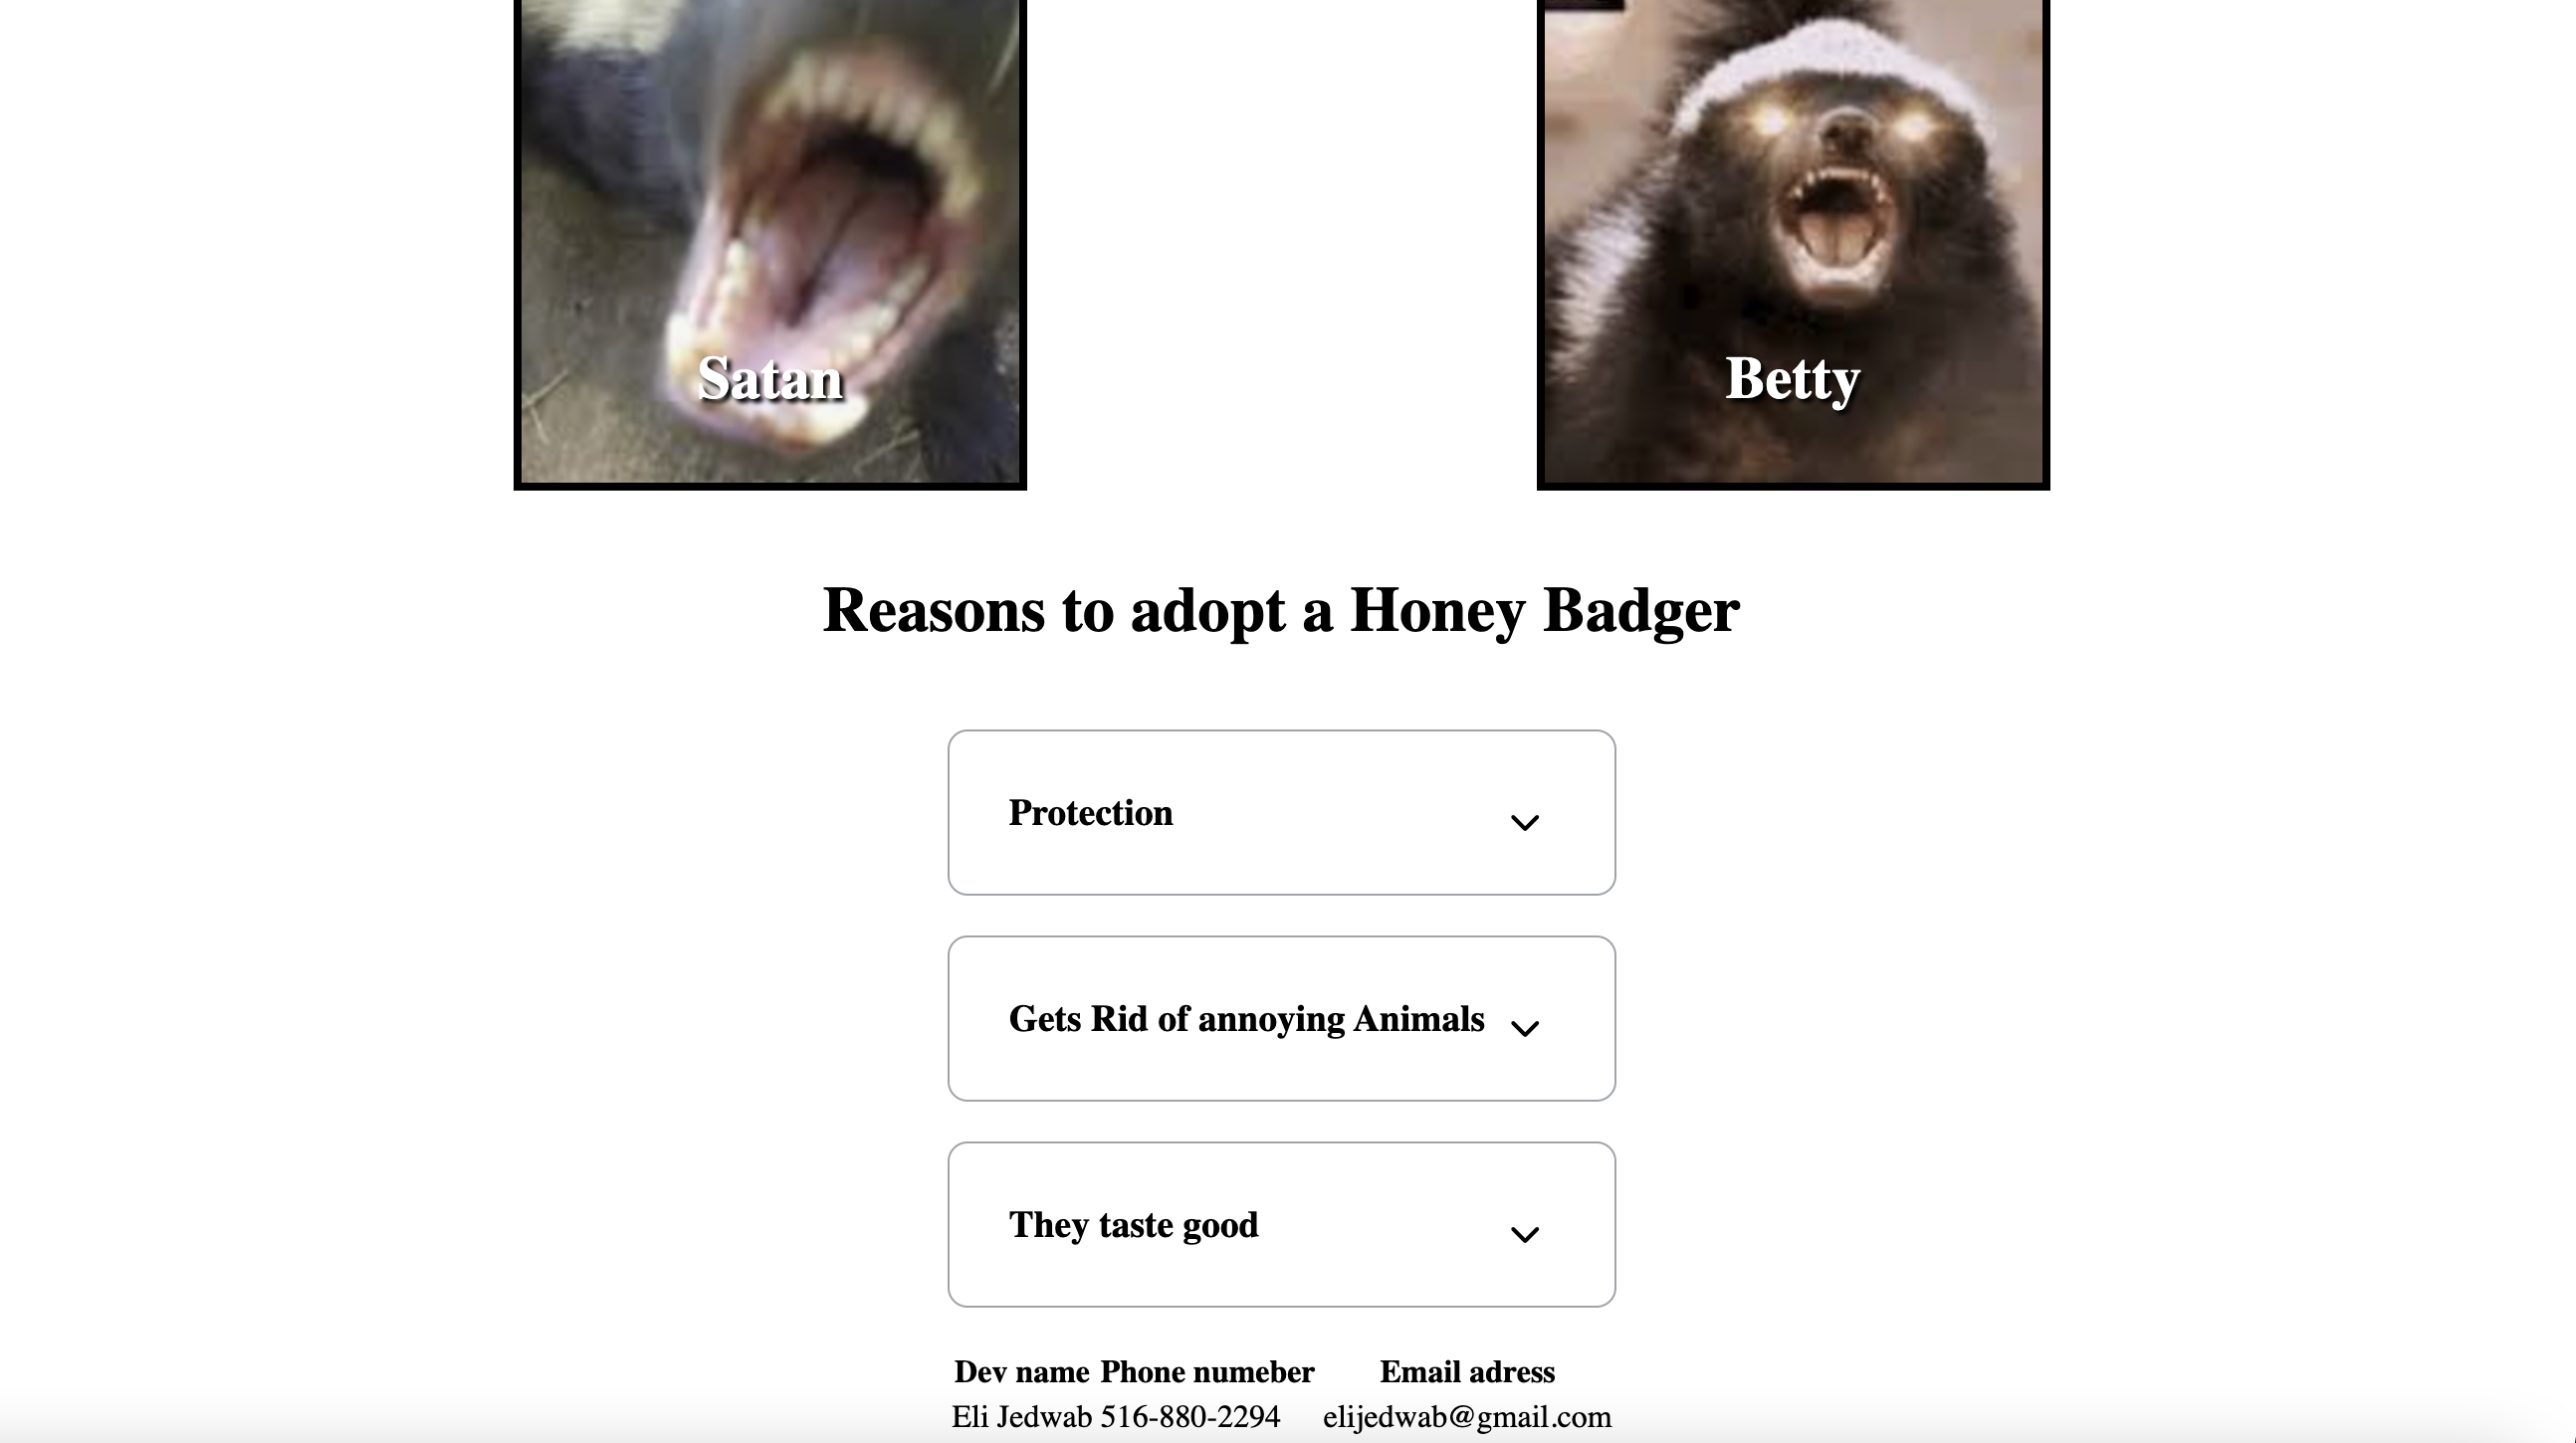 Satan
Betty
Reasons to adopt a Honey Badger
Protection
Gets Rid of annoying Animals
They taste good
Dev name Phone numeber Email adress
Eli Jedwab 516-880-2294 elijedwab@gmail.com